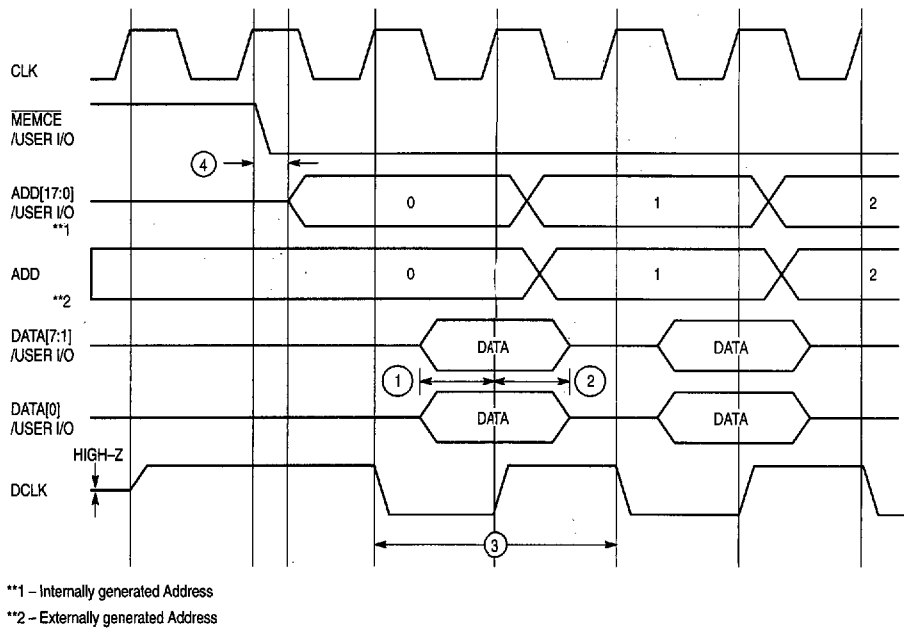 CLK
MEMCE
/USER I/O
4
ADD[17:0]
/USER I/O
**1
0
1
2
ADD
**2
0
1
2
DATA[7:1]
/USER I/O
DATA
DATA
1
2
DATA[0]
/USER I/O
DATA
DATA
HIGH–Z
DCLK
3
**1 – Internally generated Address
**2 – Externally generated Address